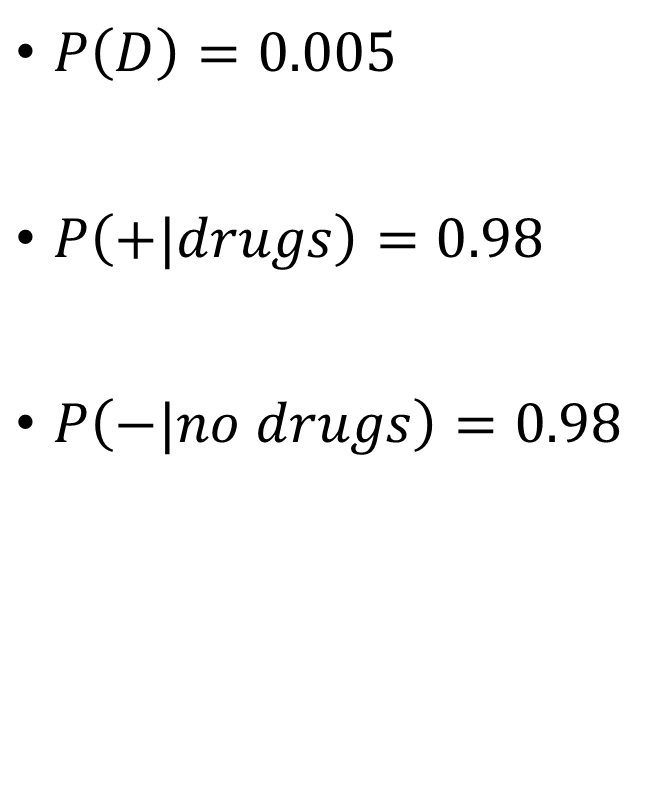 • P(D) = 0.005
• P(+|drugs) = 0.98
• P(−|no drugs) = 0.98